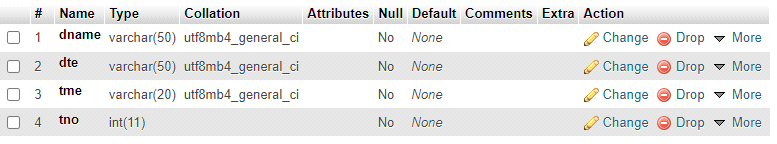 # Name Type Collation Attributes Null Default Comments Extra Action
1 dname varchar(50) utf8mb4_general_ci No None Change Drop More
2 dte varchar(50) utf8mb4_general_ci No None Change Drop More
3 tme varchar(20) utf8mb4_general_ci No None Change Drop More
4 tno int(11) No None Change Drop More